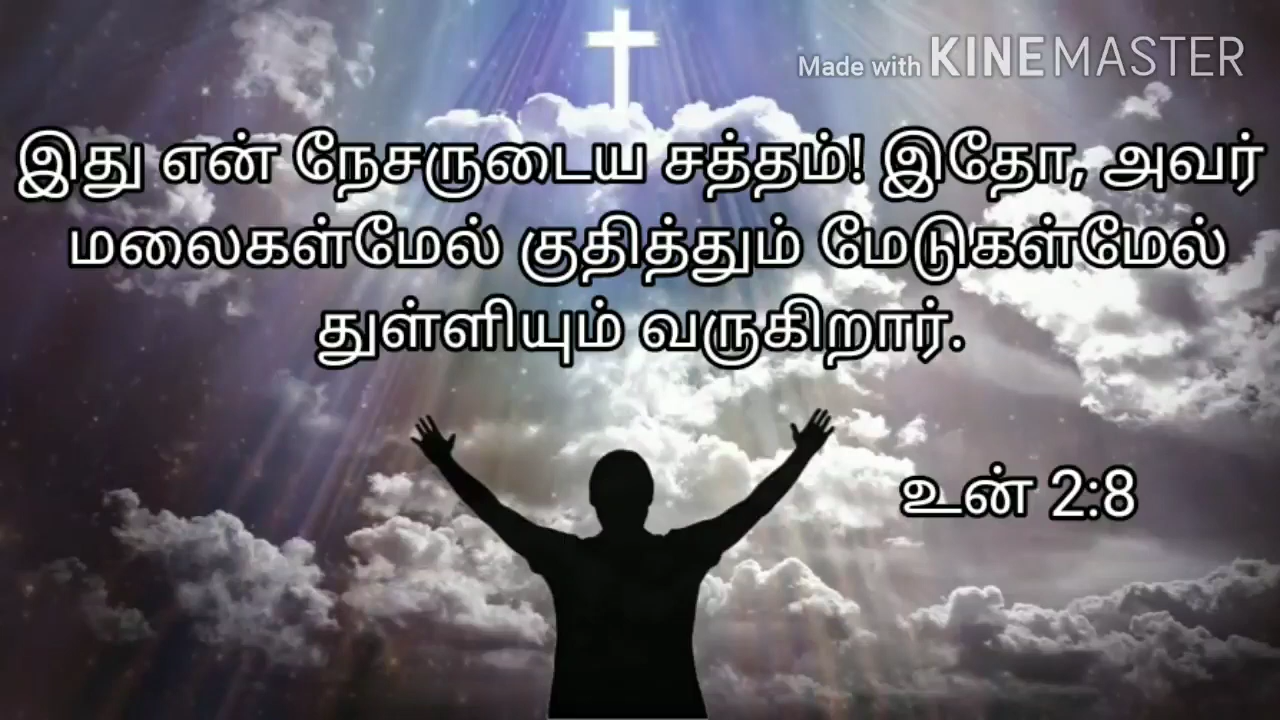 Made with KINEMASTER
இது என் நேசருடைய சத்தம்! இதோ, அவர்
மலைகள்மேல் குதித்தும் மேடுகள்மேல்
துள்ளியும் வருகிறார்.
உன் 2:8